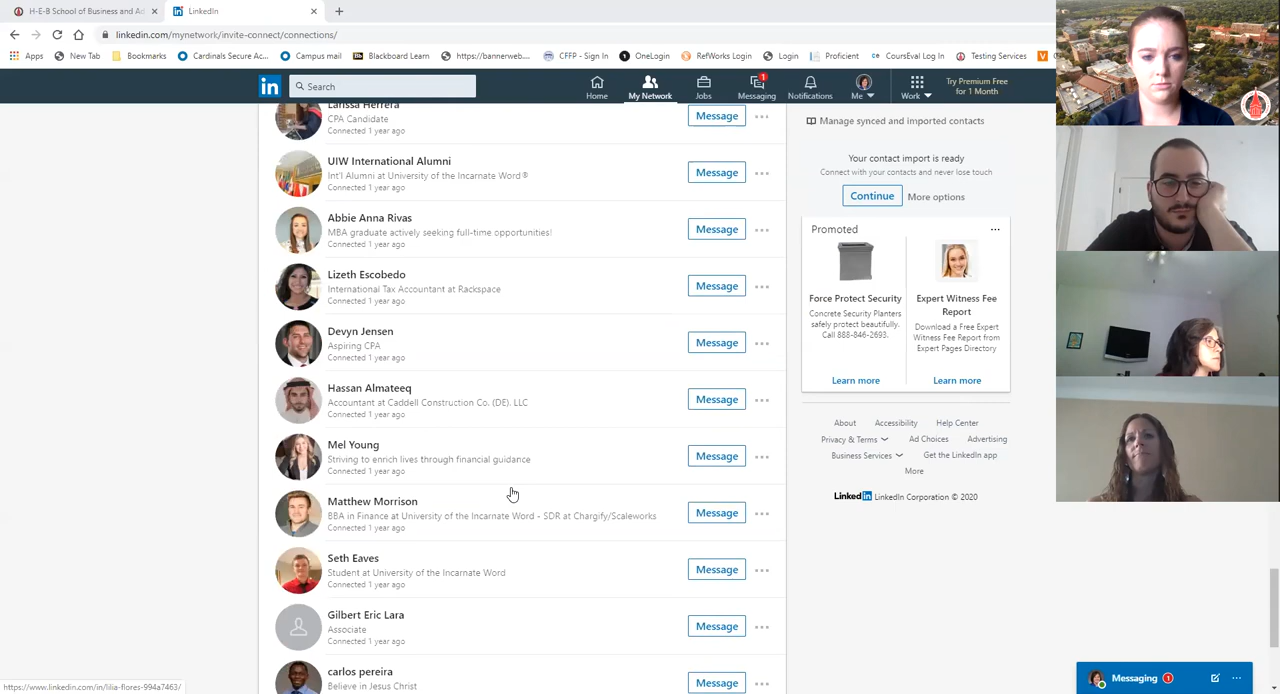 H-E-B School of Business and Ad
LinkedIn
linkedin.com/mynetwork/invite-connect/connections/
Apps New Tab Bookmarks Cardinals Secure Ac... Campus mail Blackboard Learn https://bannerweb.... CFFP - Sign In OneLogin RefWorks Login Login Proficient CoursEval Log In Testing Services
in Search Home My Network Jobs 1 Messaging Notifications Me Work Try Premium Free
for 1 Month
Larissa Herrera
CPA Candidate
Connected 1 year ago
Message
UIW International Alumni
Int'l Alumni at University of the Incarnate Word ®
Connected 1 year ago
Message
Abbie Anna Rivas
MBA graduate actively seeking full-time opportunities!
Connected 1 year ago
Message
Lizeth Escobedo
International Tax Accountant at Rackspace
Connected 1 year ago
Message
Devyn Jensen
Aspiring CPA
Connected 1 year ago
Message
Hassan Almateeq
Accountant at Caddell Construction Co. (DE). LLC
Connected 1 year ago
Message
Mel Young
Striving to enrich lives through financial guidance.
Connected 1 year ago
Message
Matthew Morrison
BBA in Finance at University of the Incarnate Word - SDR at Chargify/Scaleworks
Connected 1 year ago
Message
Seth Eaves
Student at University of the Incarnate Word
Connected 1 year ago
Message
Gilbert Eric Lara
Associate
Connected 1 year ago
Message
carlos pereira
Believe in Jesus Christ
Message
Manage synced and imported contacts
Your contact import is ready
Connect with your contacts and never lose touch
Continue More options
Promoted
Force Protect Security
Concrete Security Planters
safely protect beautifully.
Call 888-846-2693.
Learn more
Expert Witness Fee
Report
Download a Free Expert
Witness Fee Report from
Expert Pages Directory
Learn more
About Accessibility Help Center
Privacy & Terms Ad Choices Advertising
Business Services Get the LinkedIn app
More
LinkedIn LinkedIn Corporation © 2020
https://www.linkedin.com/in/lilia-flores-994a7463/
Messaging 1